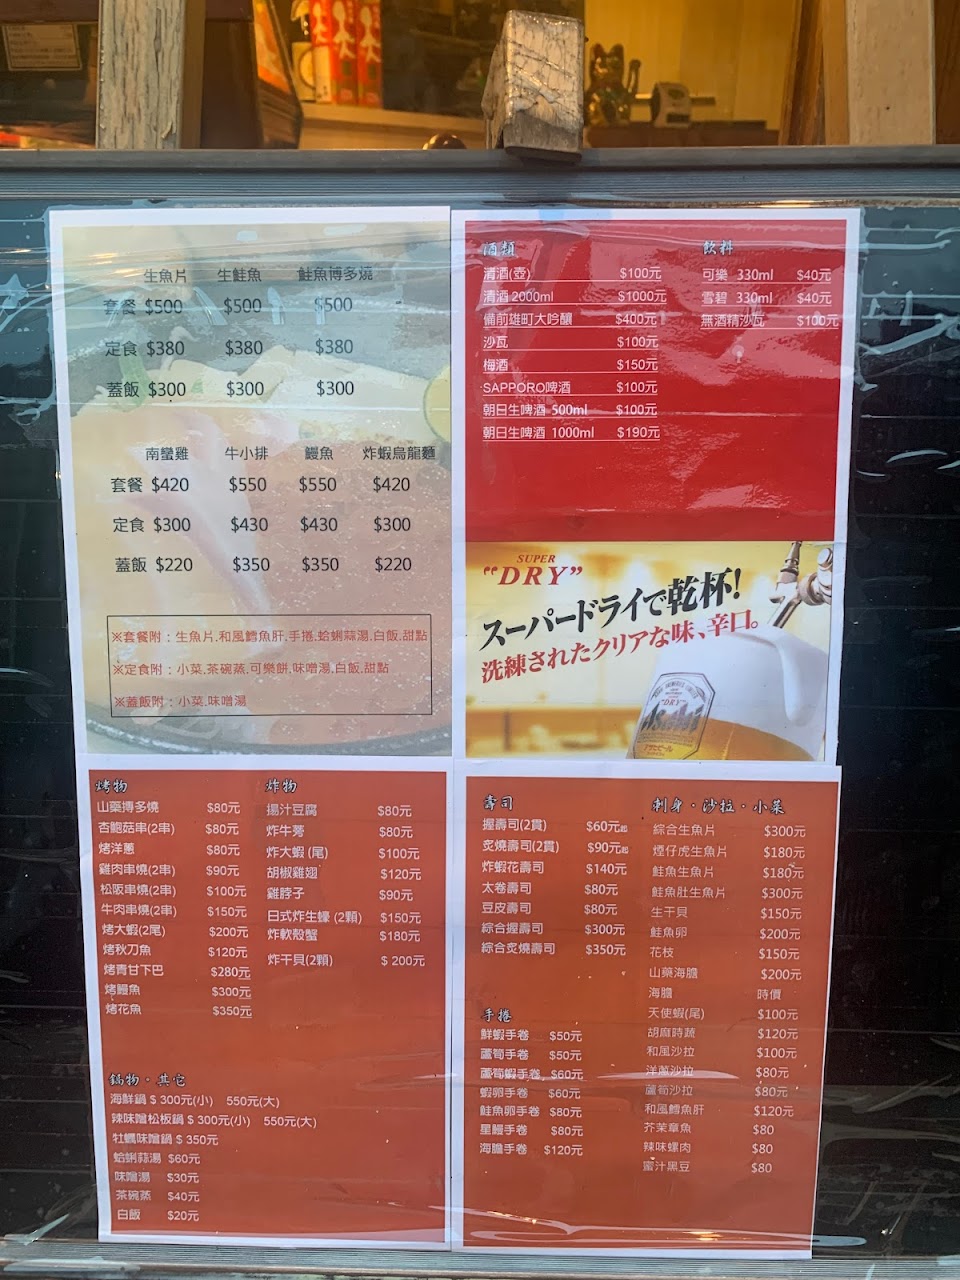 生魚片 生鮭魚 鮭魚博多燒
套餐 $500 $500 $500
定食 $380 $380 $380
蓋飯 $300 $300 $300
南蠻雞 牛小排 鰻魚 炸蝦烏龍麵
套餐 $420 $550 $550 $420
定食 $300 $430 $430 $300
蓋飯 $220 $350 $350 $220
※套餐附：生魚片.和風鱈魚肝.手捲.蛤蜊蒜湯.白飯.甜點
※定食附：小菜.茶碗蒸.可樂餅.味噌湯.白飯.甜點
※蓋飯附：小菜.味噌湯
酒類
清酒(壺) $100元
清酒2000ml $1000元
備前雄町大吟釀 $400元
沙瓦 $100元
梅酒 $150元
SAPPORO啤酒 $100元
朝日生啤酒 500ml $100元
朝日生啤酒 1000ml $190元
飲料
可樂 330ml $40元
雪碧 330ml $40元
無酒精沙瓦 $100元
SUPER
"DRY"
スーパードライで乾杯!
洗練されたクリアな味、辛口。
"DRY"
Asahi
アサヒビール
烤物
山藥博多燒 $80元
杏鮑菇串(2串) $80元
烤洋蔥 $80元
雞肉串燒(2串) $90元
松阪串燒(2串) $100元
牛肉串燒(2串) $150元
烤大蝦(2尾) $200元
烤秋刀魚 $120元
烤青甘下巴 $280元
烤鰻魚 $300元
烤花魚 $350元
炸物
揚汁豆腐 $80元
炸牛蒡 $80元
炸大蝦 (尾) $100元
胡椒雞翅 $120元
雞脖子 $90元
日式炸生蠔 (2顆) $150元
炸軟殼蟹 $180元
炸干貝(2顆) $ 200元
鍋物．其它
海鮮鍋 $ 300元(小) 550元(大)
辣味噌松板鍋 $ 300元(小) 550元(大)
牡蠣味噌鍋 $ 350元
蛤蜊蒜湯 $60元
味噌湯 $30元
茶碗蒸 $40元
白飯 $20元
壽司
握壽司(2貫) $60元起
炙燒壽司(2貫) $90元起
炸蝦花壽司 $140元
太卷壽司 $80元
豆皮壽司 $80元
綜合握壽司 $300元
綜合炙燒壽司 $350元
手捲
鮮蝦手卷 $50元
蘆筍手卷 $50元
蘆筍蝦手卷 $60元
蝦卵手卷 $60元
鮭魚卵手卷 $80元
星鰻手卷 $80元
海膽手卷 $120元
刺身．沙拉．小菜
綜合生魚片 $300元
煙仔虎生魚片 $180元
鮭魚生魚片 $180元
鮭魚肚生魚片 $300元
生干貝 $150元
鮭魚卵 $200元
花枝 $150元
山藥海膽 $200元
海膽 時價
天使蝦(尾) $100元
胡麻時蔬 $120元
和風沙拉 $100元
洋蔥沙拉 $80元
蘆筍沙拉 $80元
和風鱈魚肝 $120元
芥茉章魚 $80
辣味螺肉 $80
蜜汁黑豆 $80